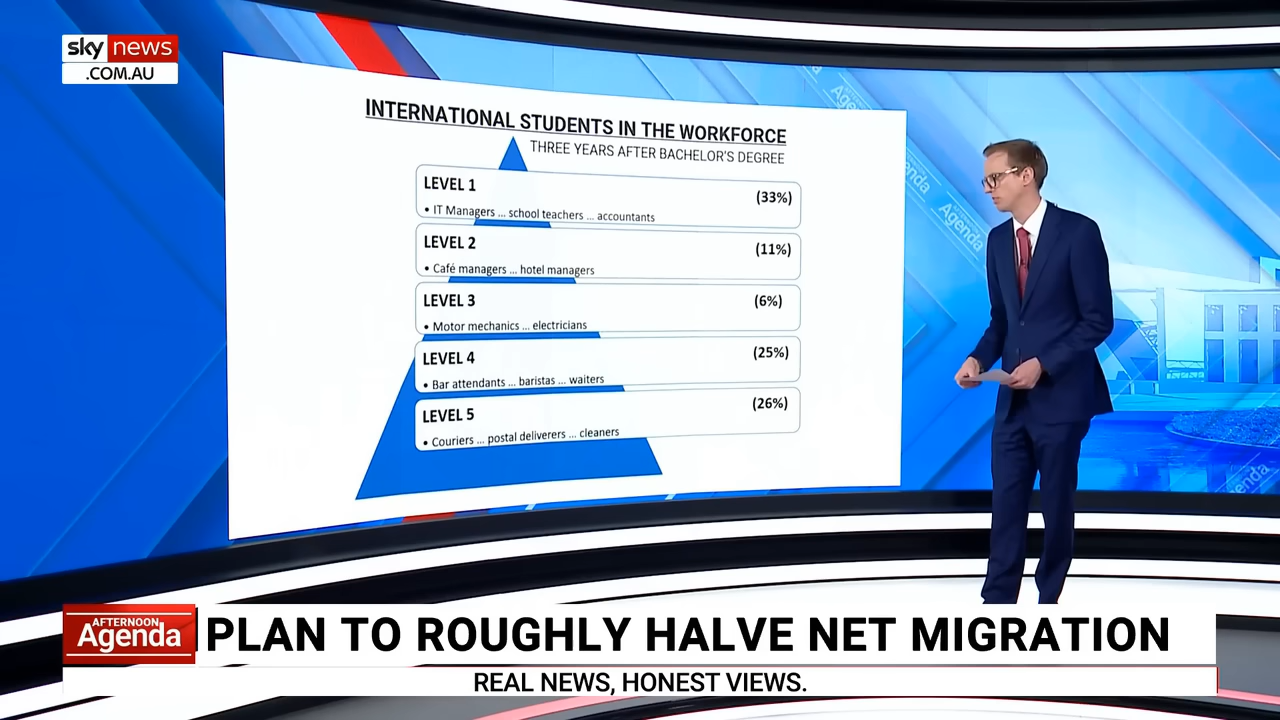 sky news
.COM.AU
INTERNATIONAL STUDENTS IN THE WORKFORCE
THREE YEARS AFTER BACHELOR'S DEGREE
LEVEL 1
(33%)
• IT Managers ... school teachers ... accountants
LEVEL 2
(11%)
• Café managers ... hotel managers
LEVEL 3
(6%)
• Motor mechanics ... electricians
LEVEL 4
(25%)
• Bar attendants ... baristas ... waiters
LEVEL 5
(26%)
• Couriers ... postal deliverers ... cleaners
Agenda
Agenda
AFTERNOON
Agenda
PLAN TO ROUGHLY HALVE NET MIGRATION
REAL NEWS, HONEST VIEWS.